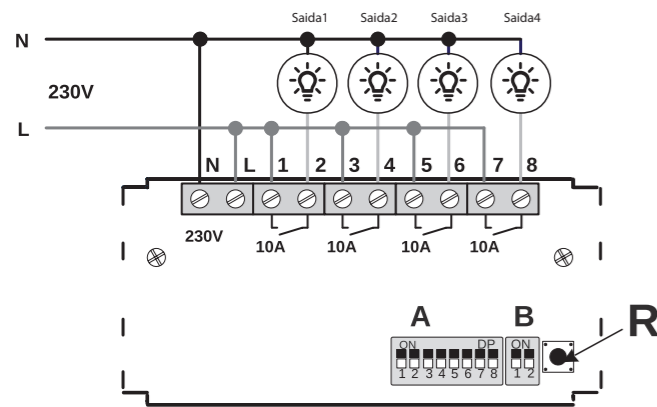 Saida1 Saida2 Saida3 Saida4
N
230V
L
N L 1 2 3 4 5 6 7 8
230V
10A 10A 10A 10A
A B
R
ON DP ON
1 2 3 4 5 6 7 8 1 2